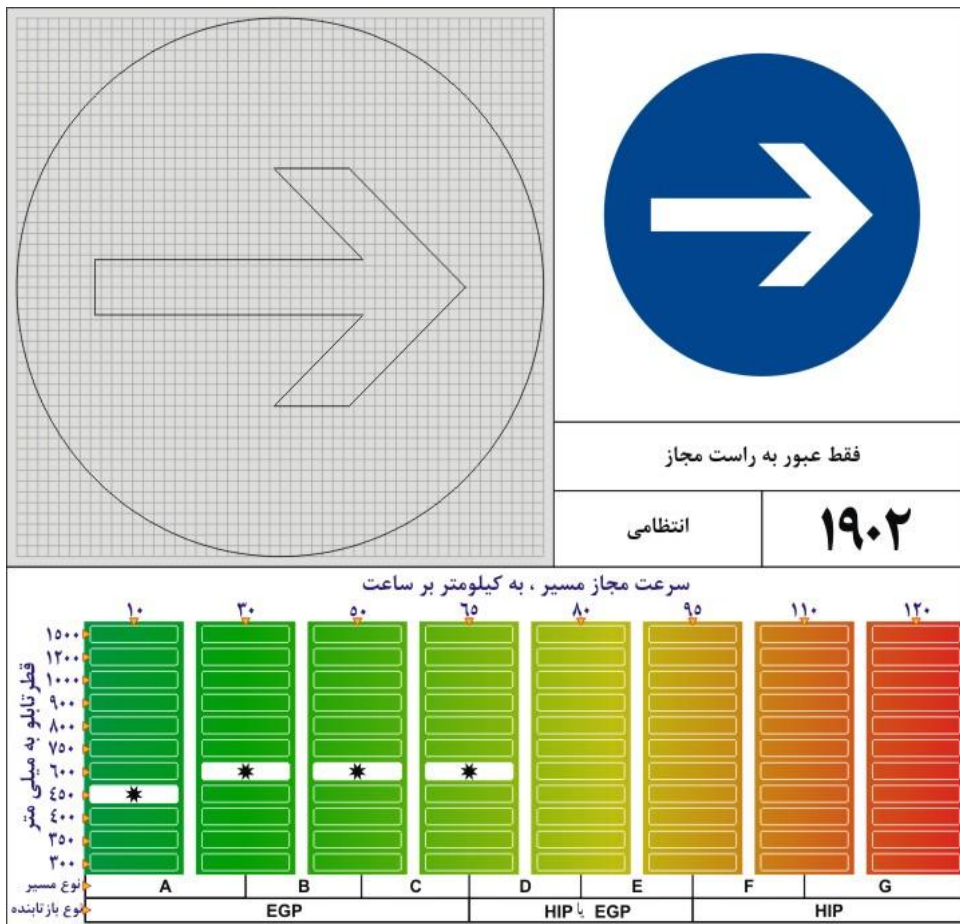 فقط عبور به راست مجاز
۱۹۰۲ انتظامی
سرعت مجاز مسیر ، به کیلومتر بر ساعت
۱۰ ۳۰ ۵۰ ۶۵ ۸۰ ۹۵ ۱۱۰ ۱۲۰
قطر تابلو به میلی متر
۱۵۰۰
۱۲۰۰
۱۰۰۰
۹۰۰
۸۰۰
۷۵۰
۶۰۰
۴۵۰
۴۰۰
۳۵۰
۳۰۰
نوع مسیر A B C D E F G
نوع بازتابنده EGP HIP یا EGP HIP